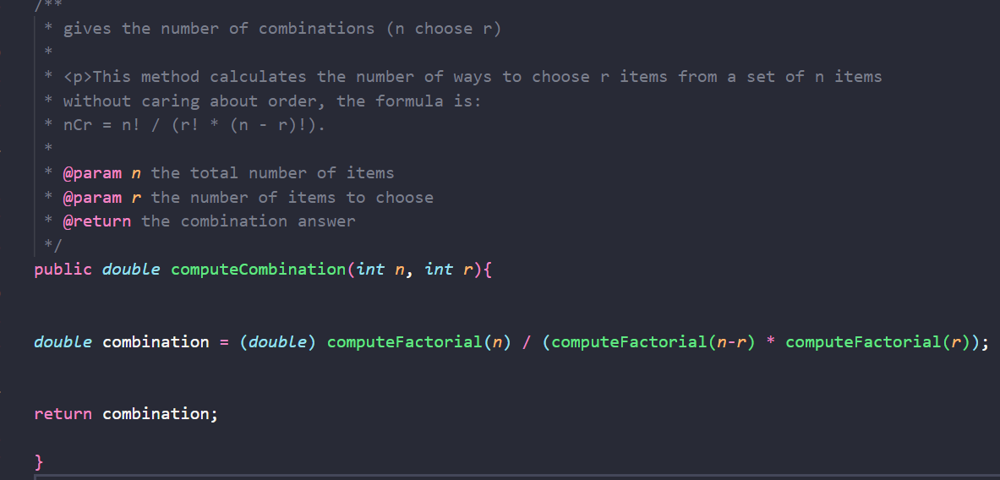 /**
* gives the number of combinations (n choose r)
*
* <p>This method calculates the number of ways to choose r items from a set of n items
* without caring about order, the formula is:
* nCr = n! / (r! * (n - r)!).
*
* @param n the total number of items
* @param r the number of items to choose
* @return the combination answer
*/
public double computeCombination(int n, int r){
double combination = (double) computeFactorial(n) / (computeFactorial(n-r) * computeFactorial(r));
return combination;
}